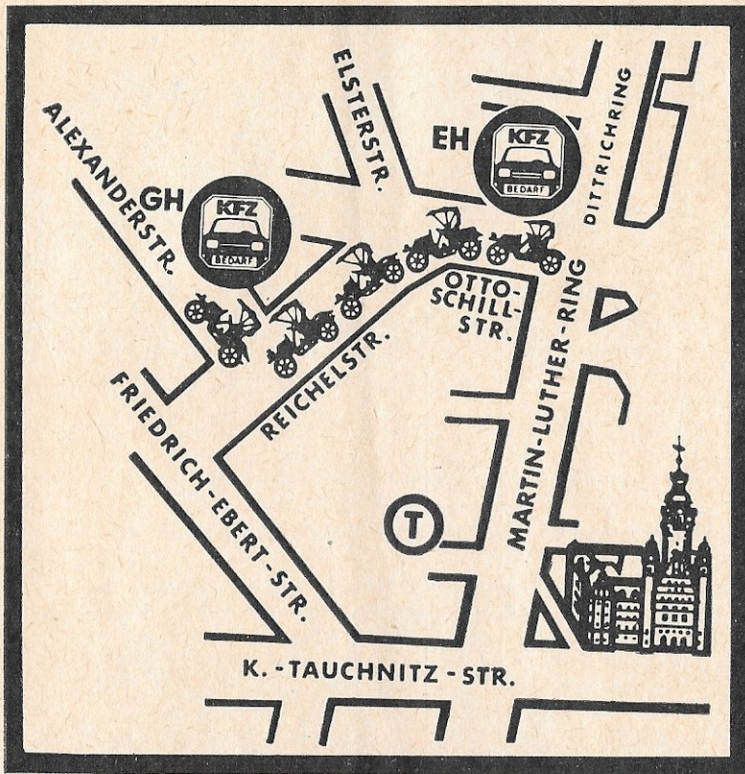 ELSTERSTR.
DITTRICHRING
ALEXANDERSTR.
EH
KFZ
BEDARF
GH
KFZ
BEDARF
OTTO-
SCHILL-
STR.
REICHELSTR.
MARTIN-LUTHER-RING
FRIEDRICH-EBERT-STR.
T
K.-TAUCHNITZ-STR.